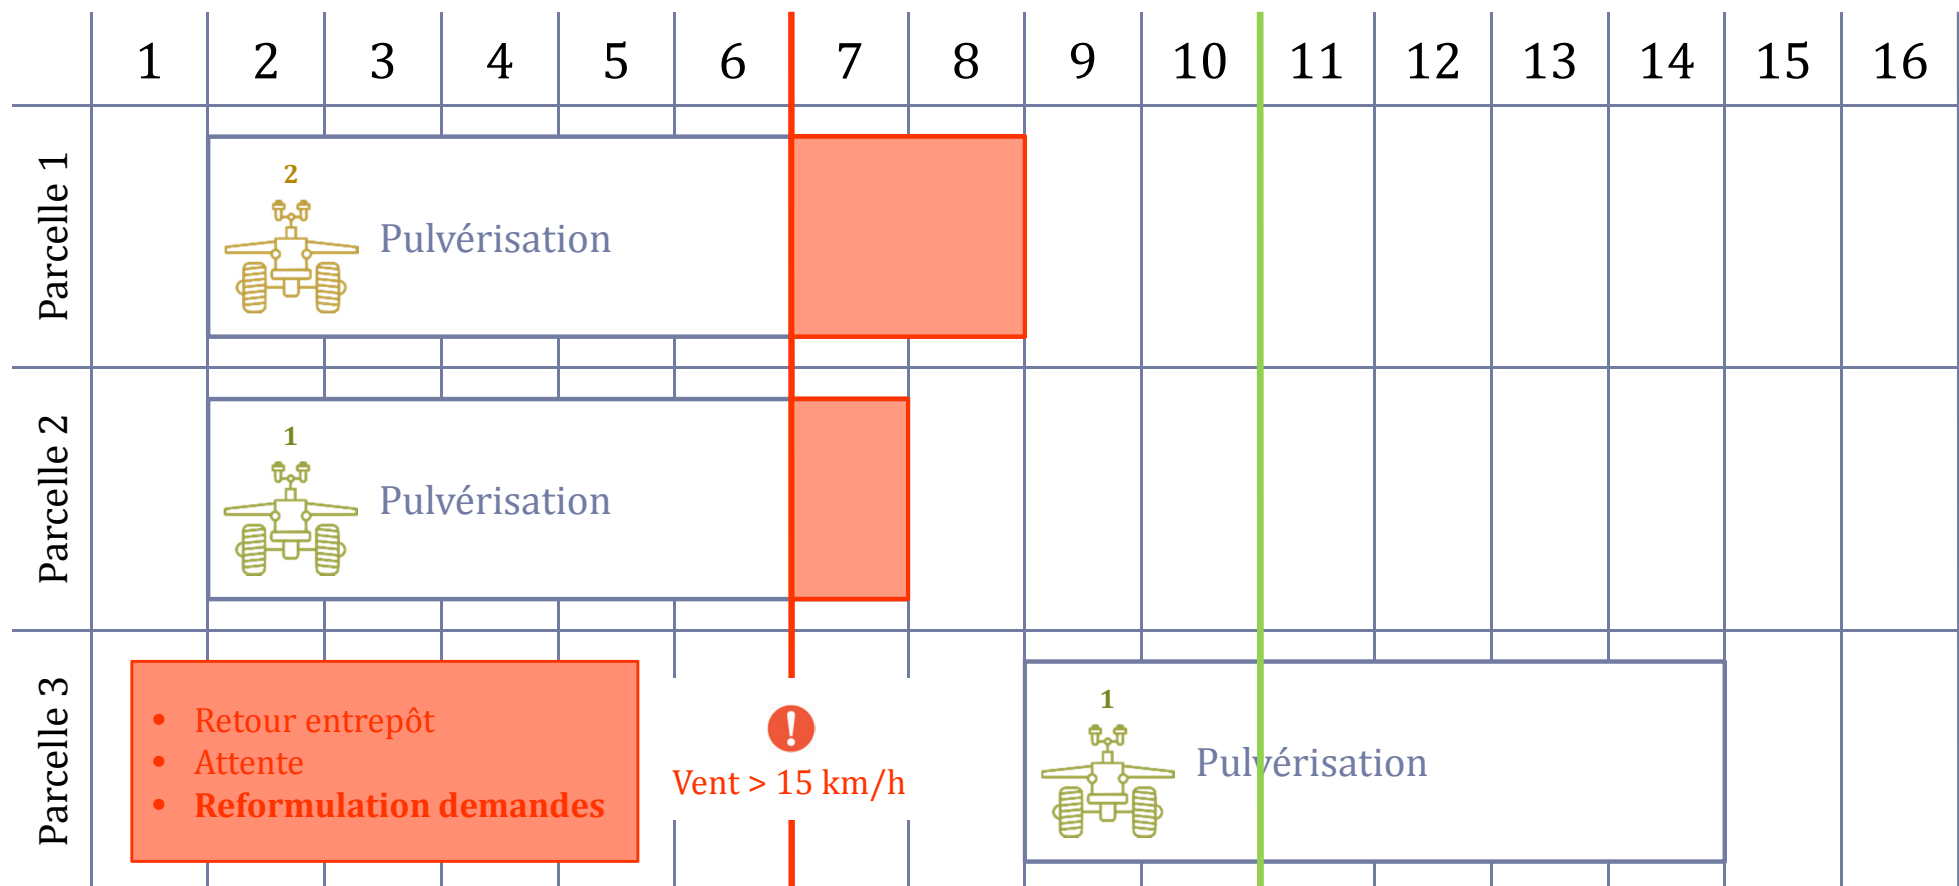 1 2 3 4 5 6 7 8 9 10 11 12 13 14 15 16
Parcelle 1
2
Pulvérisation
Parcelle 2
1
Pulvérisation
Parcelle 3
• Retour entrepôt
• Attente
• Reformulation demandes
!
Vent > 15 km/h
1
Pulvérisation